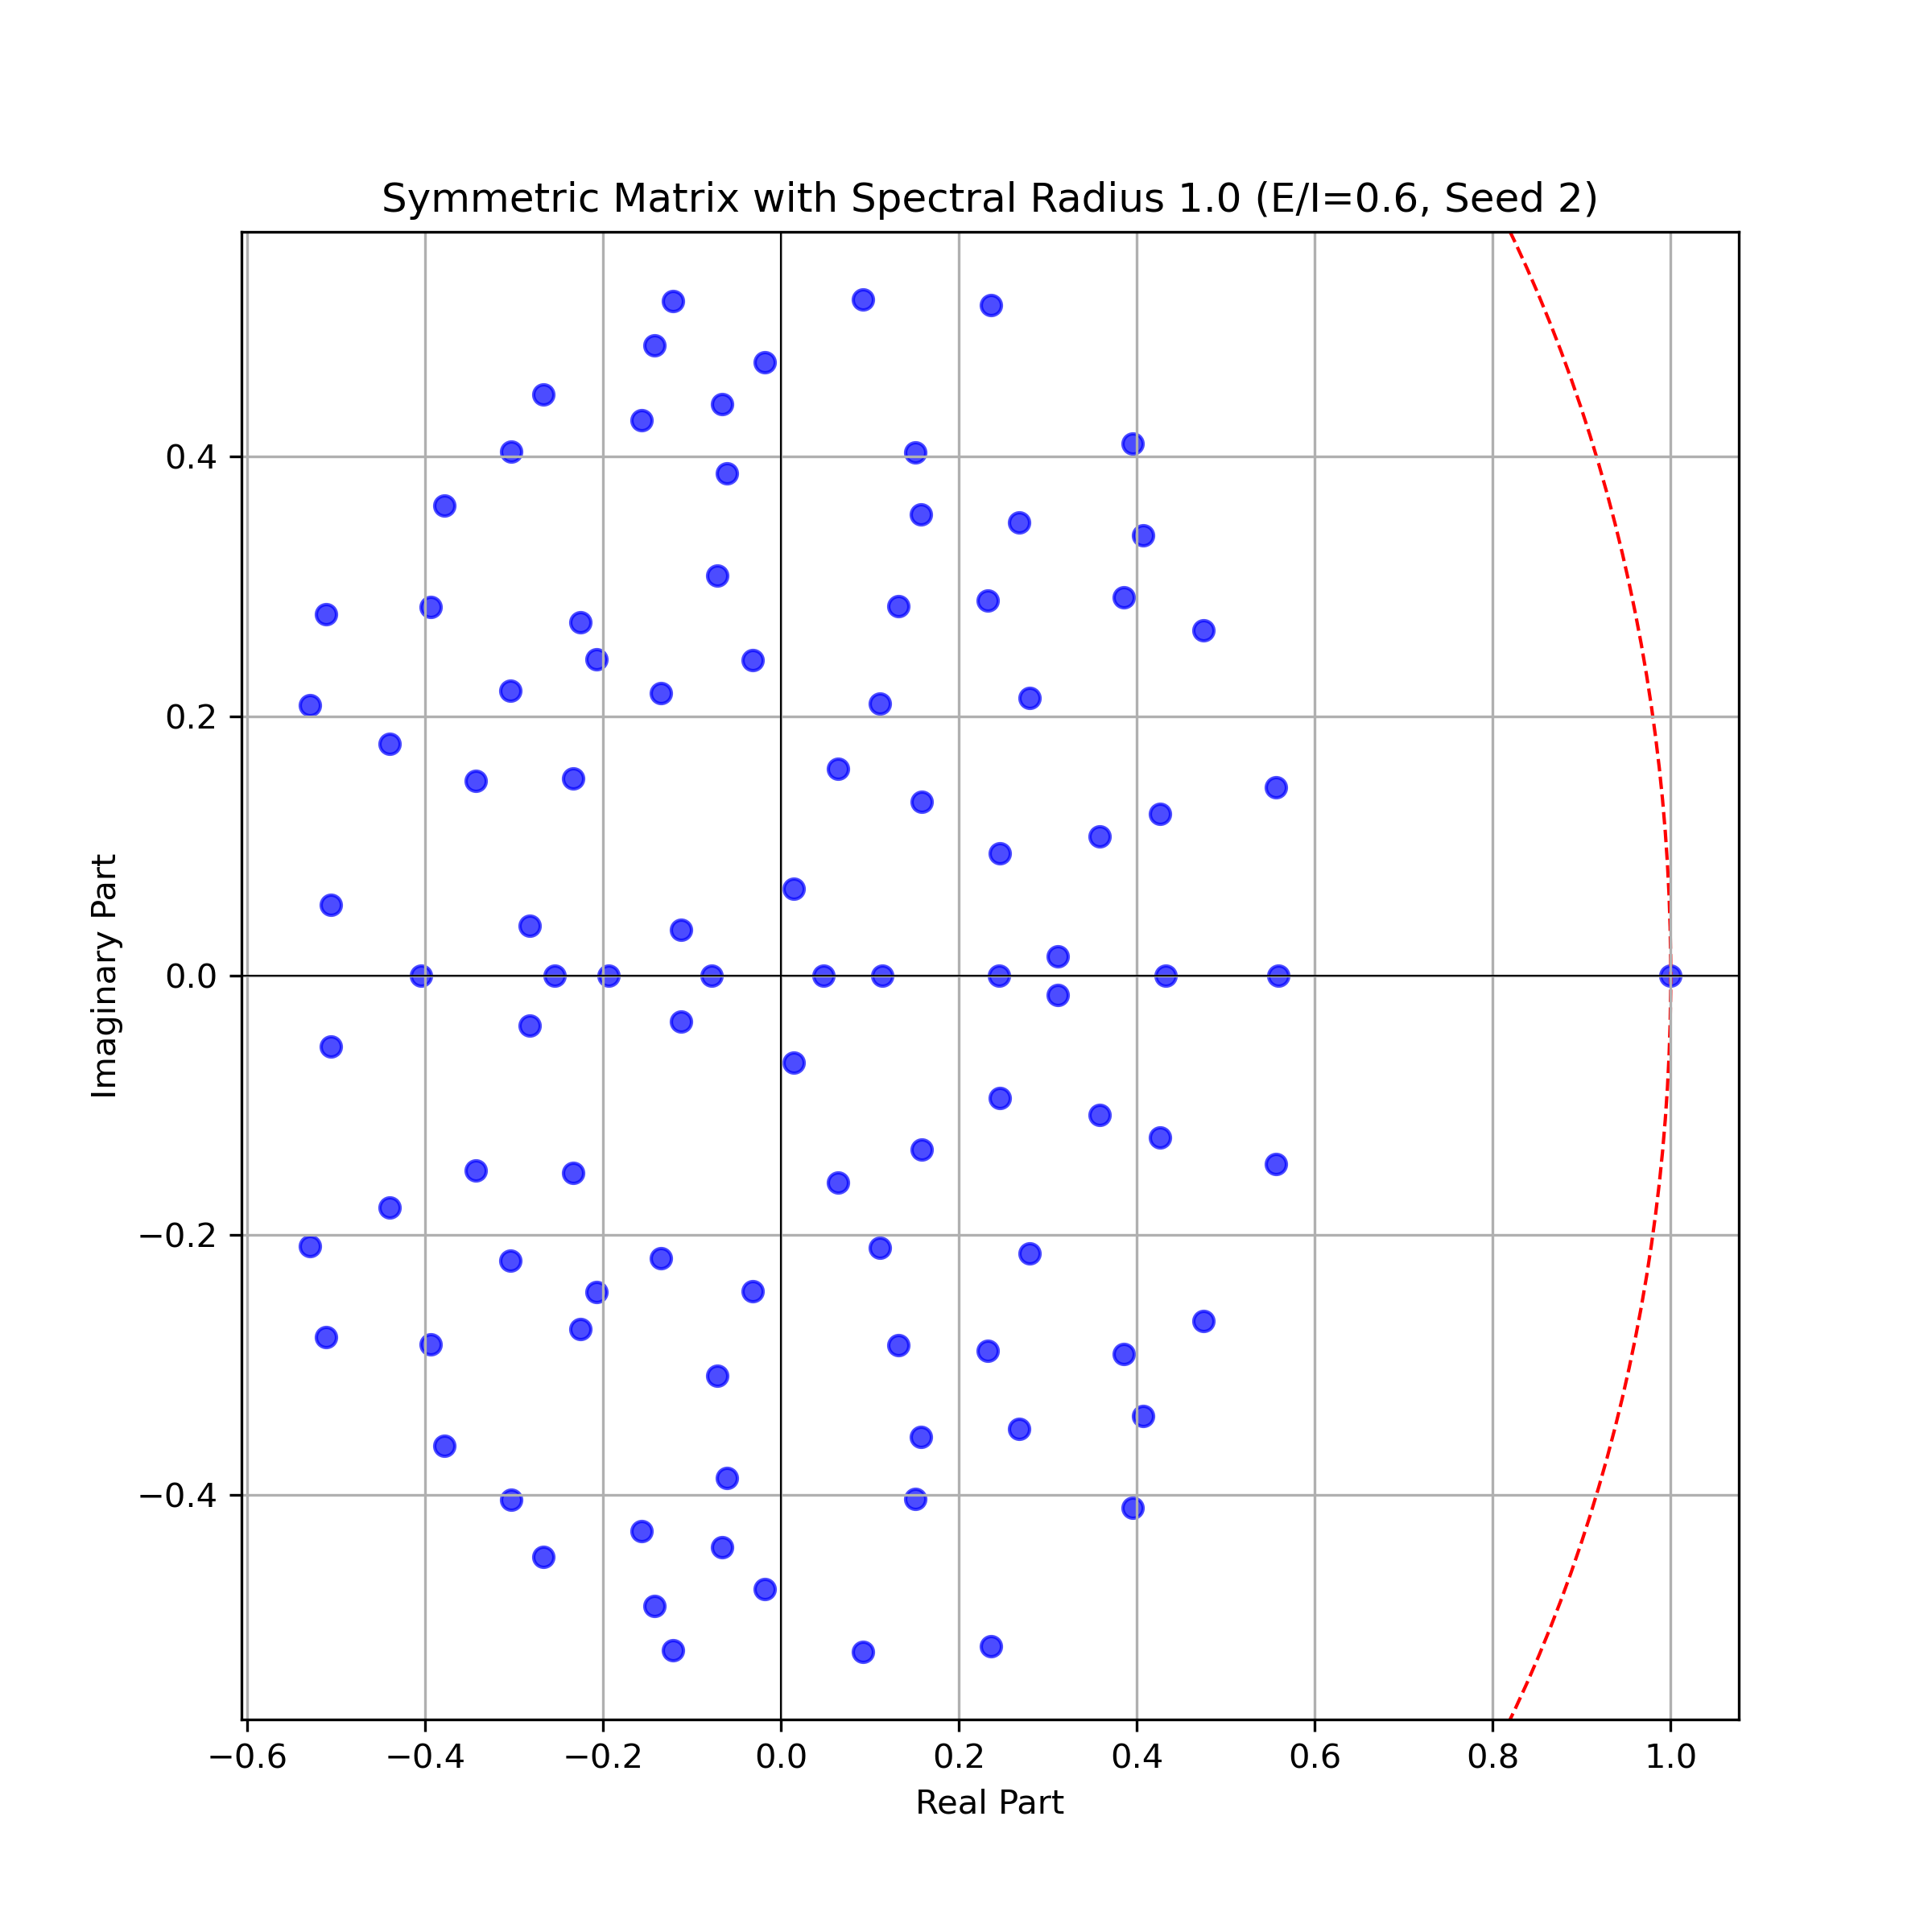 Symmetric Matrix with Spectral Radius 1.0 (E/I=0.6, Seed 2)
Imaginary Part
0.4
0.2
0.0
−0.2
−0.4
−0.6 −0.4 −0.2 0.0 0.2 0.4 0.6 0.8 1.0
Real Part